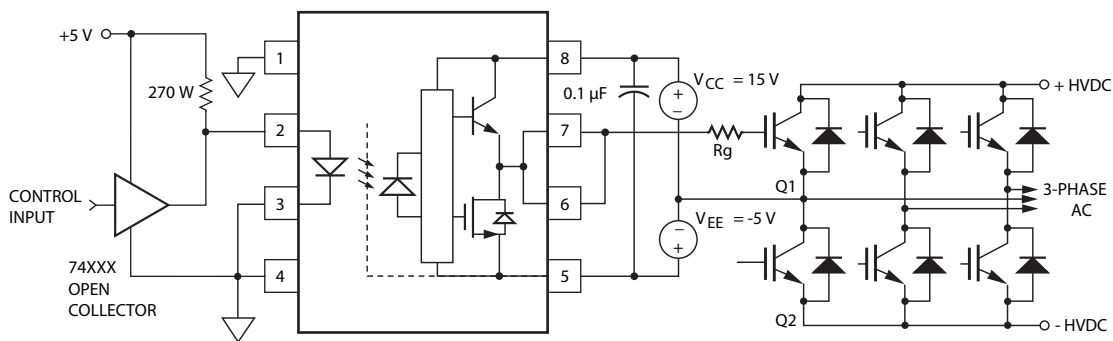 +5 V
270 W
CONTROL
INPUT
74XXX
OPEN
COLLECTOR
1
2
3
4
8
7
6
5
0.1 µF
+
−
VCC = 15 V
−
+
VEE = -5 V
Rg
Q1
Q2
+ HVDC
3-PHASE
AC
- HVDC